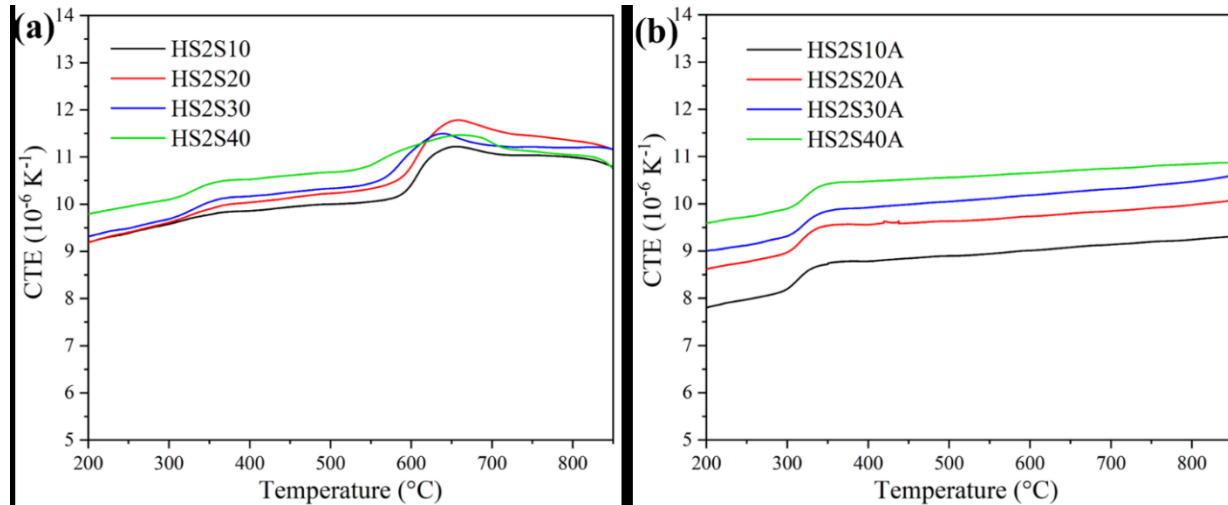 (a)
HS2S10
HS2S20
HS2S30
HS2S40
CTE (10⁻⁶ K⁻¹)
14
13
12
11
10
9
8
7
6
5
200 300 400 500 600 700 800
Temperature (°C)
(b)
HS2S10A
HS2S20A
HS2S30A
HS2S40A
CTE (10⁻⁶ K⁻¹)
14
13
12
11
10
9
8
7
6
5
200 300 400 500 600 700 800
Temperature (°C)